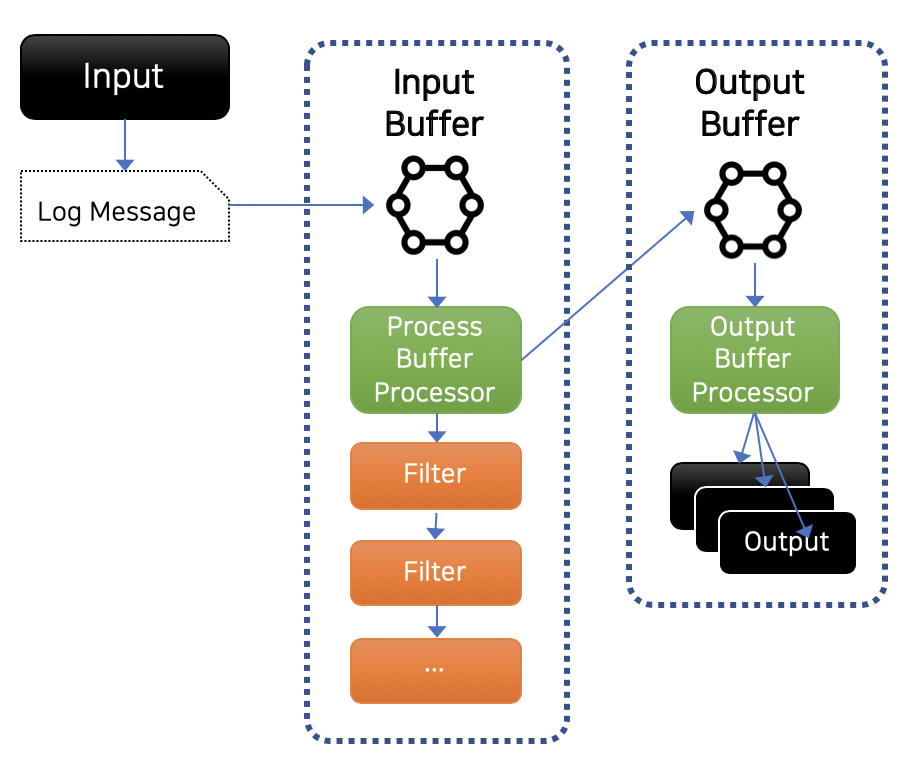 Input
Log Message
Input
Buffer
Process
Buffer
Processor
Filter
Filter
...
Output
Buffer
Output
Buffer
Processor
Output